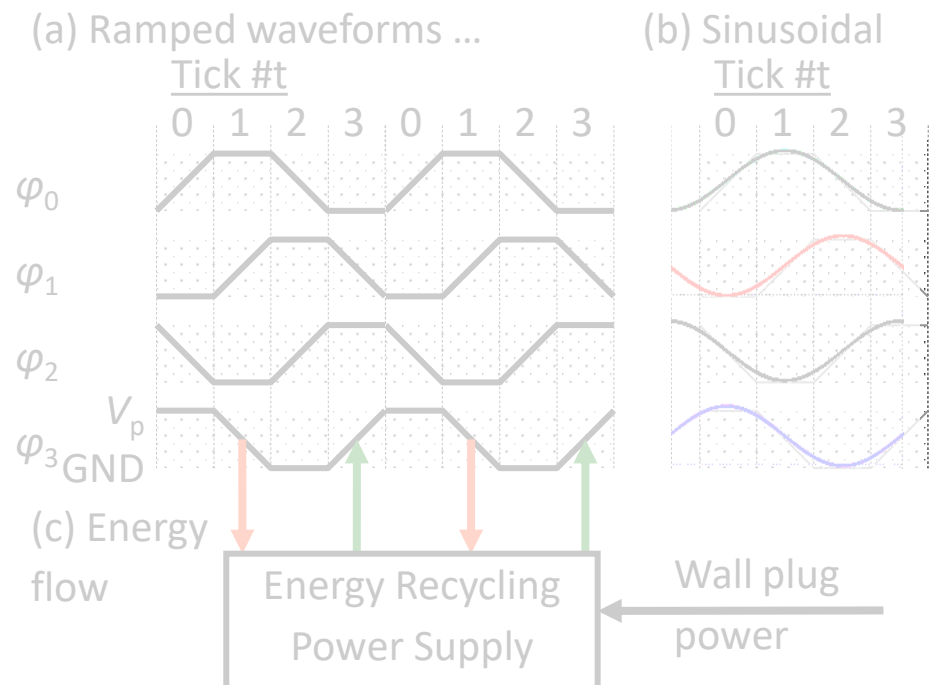 (a) Ramped waveforms ...
(b) Sinusoidal
Tick #t
Tick #t
0 1 2 3 0 1 2 3
0 1 2 3
φ0
φ1
φ2
Vp
φ3
GND
(c) Energy
flow
Energy Recycling
Power Supply
Wall plug
power